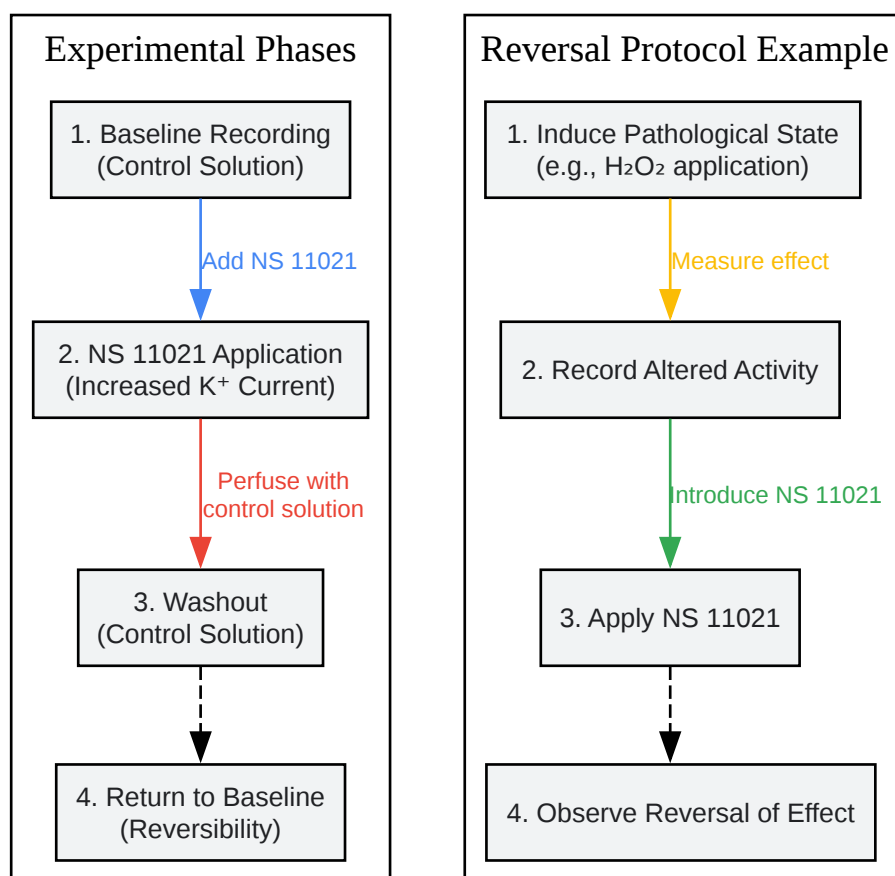 Experimental Phases
1. Baseline Recording
(Control Solution)
Add NS 11021
2. NS 11021 Application
(Increased K⁺ Current)
Perfuse with
control solution
3. Washout
(Control Solution)
4. Return to Baseline
(Reversibility)
Reversal Protocol Example
1. Induce Pathological State
(e.g., H₂O₂ application)
Measure effect
2. Record Altered Activity
Introduce NS 11021
3. Apply NS 11021
4. Observe Reversal of Effect